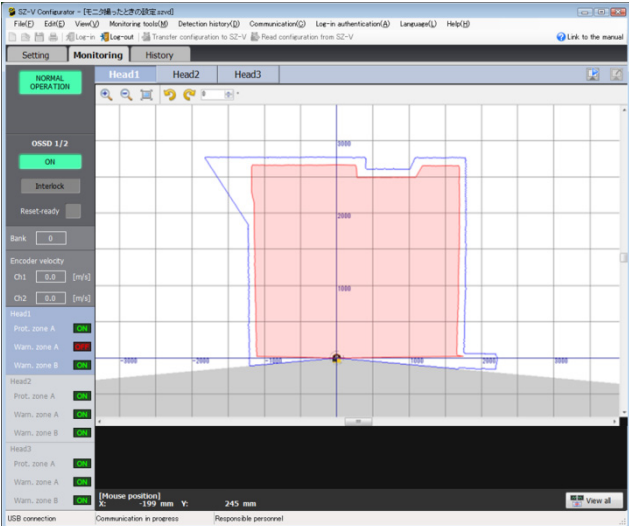 SZ-V Configurator - [モニタ撮ったときの設定.szvd]
File(F) Edit(E) View(V) Monitoring tools(M) Detection history(D) Communication(C) Log-in authentication(A) Language(L) Help(H)
Log-in Log-out Transfer configuration to SZ-V Read configuration from SZ-V Link to the manual
Setting Monitoring History
NORMAL OPERATION
Head1 Head2 Head3
OSSD 1/2
ON
Interlock
Reset-ready
Bank 0
Encoder velocity
Ch1 0.0 [m/s]
Ch2 0.0 [m/s]
Head1
Prot. zone A ON
Warn. zone A OFF
Warn. zone B ON
Head2
Prot. zone A ON
Warn. zone A ON
Warn. zone B ON
Head3
Prot. zone A ON
Warn. zone A ON
Warn. zone B ON
3000
2000
1000
-3000 -2000 -1000 1000 2000 3000
[Mouse position]
X: -199 mm Y: 245 mm
View all
USB connection Communication in progress Responsible personnel